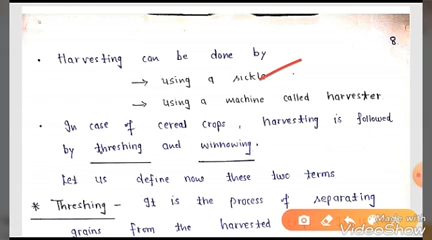 8.
• Harvesting can be done by
→ using a sickle
→ using a machine called harvester
• In case of cereal crops, harvesting is followed
by threshing and winnowing.
Let us define now these two terms
* Threshing - It is the process of separating
grains from the harvested
Made with
VideoShow